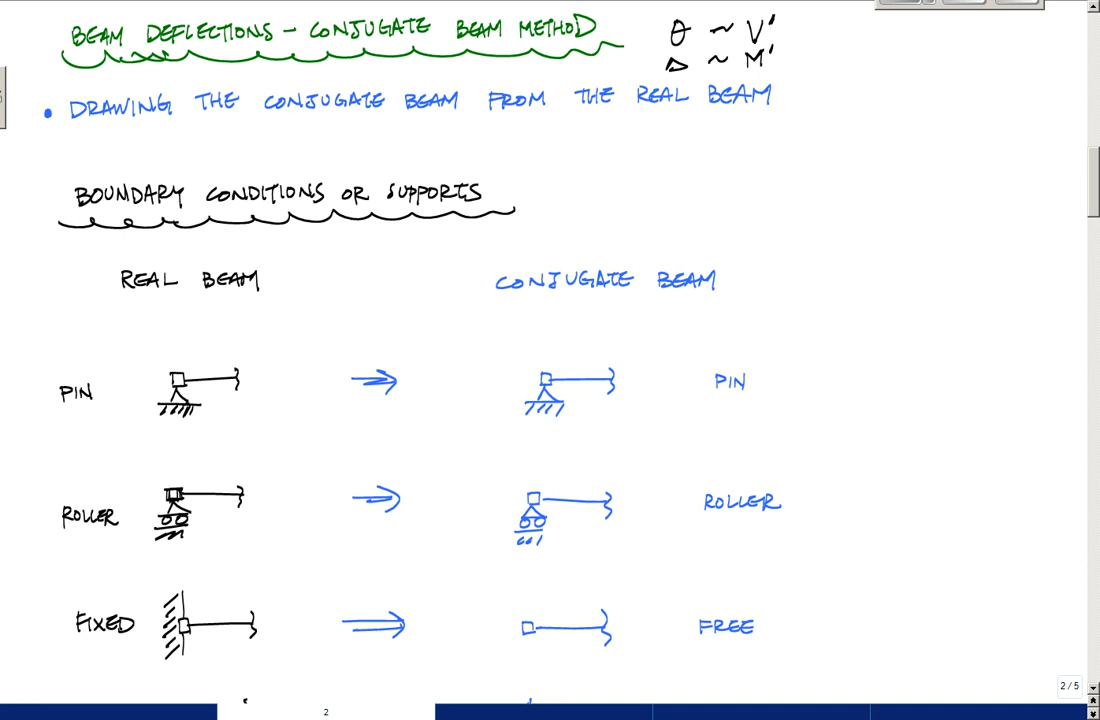 BEAM DEFLECTIONS - CONJUGATE BEAM METHOD
θ ~ V'
Δ ~ M'
• DRAWING THE CONJUGATE BEAM FROM THE REAL BEAM
BOUNDARY CONDITIONS OR SUPPORTS
REAL BEAM CONJUGATE BEAM
PIN PIN
ROLLER ROLLER
FIXED FREE
2/5
2